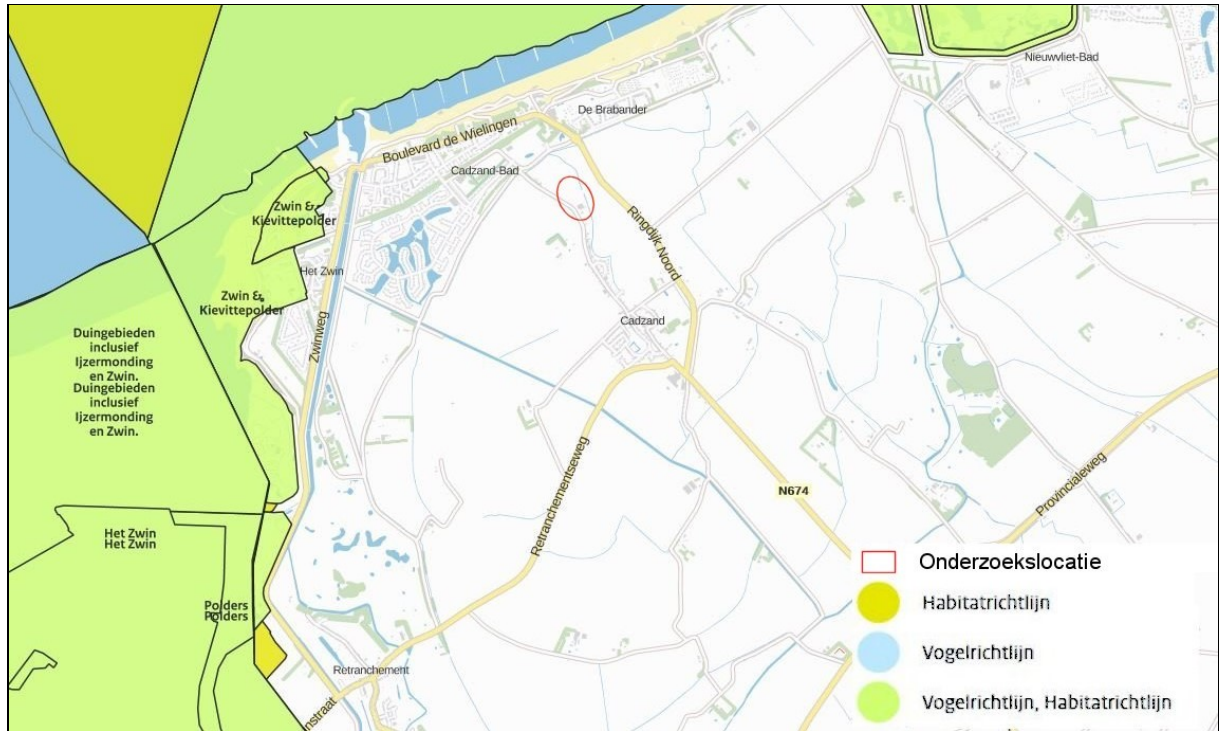 Nieuwvliet-Bad
De Brabander
Boulevard de Wielingen
Cadzand-Bad
Zwin &
Kievittepolder
Ringdijk Noord
Het Zwin
Zwin &
Kievittepolder
Zwinweg
Cadzand
Duingebieden
inclusief
Ijzermonding
en Zwin.
Duingebieden
inclusief
Ijzermonding
en Zwin.
Retranchementseweg
N674
Provincialeweg
Het Zwin
Het Zwin
Polders
Polders
Retranchement
nstraat
Onderzoekslocatie
Habitatrichtlijn
Vogelrichtlijn
Vogelrichtlijn, Habitatrichtlijn